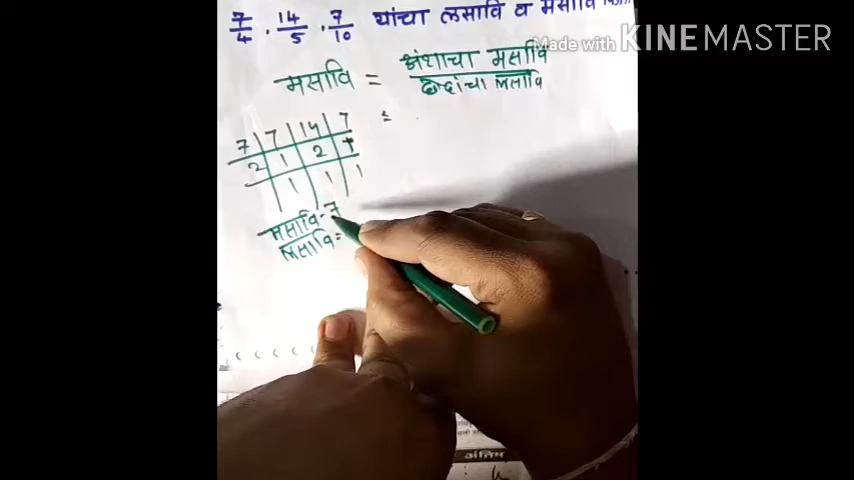 7/4 . 14/5 . 7/10 यांचा लसावि व मसावि
Made with KINEMASTER
मसावि = अंशाचा मसावि / छेदांचा लसावि
=
7 | 7 | 14 | 7
2 | 1 | 2 | 1
1 | 1 | 1
मसावि - 7
लसावि =
अंतिम